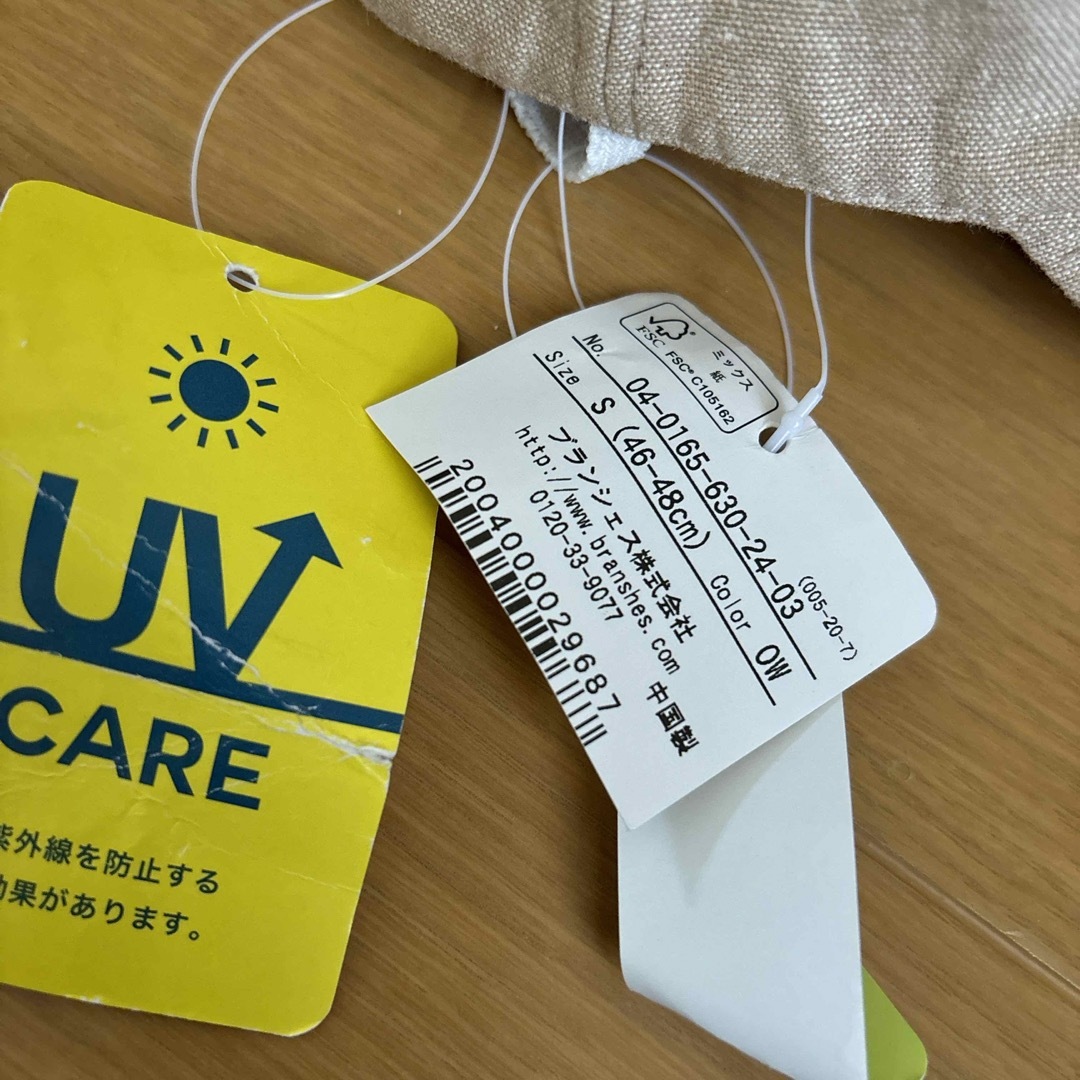 UV
CARE
紫外線を防止する
効果があります。
FSC
ミックス
紙
FSC® C105162
(005-20-7)
No. 04-0165-630-24-03
Size S (46-48cm) Color OW
ブランシェス株式会社
http://www.branshes.com 中国製
0120-33-9077
2004000029687